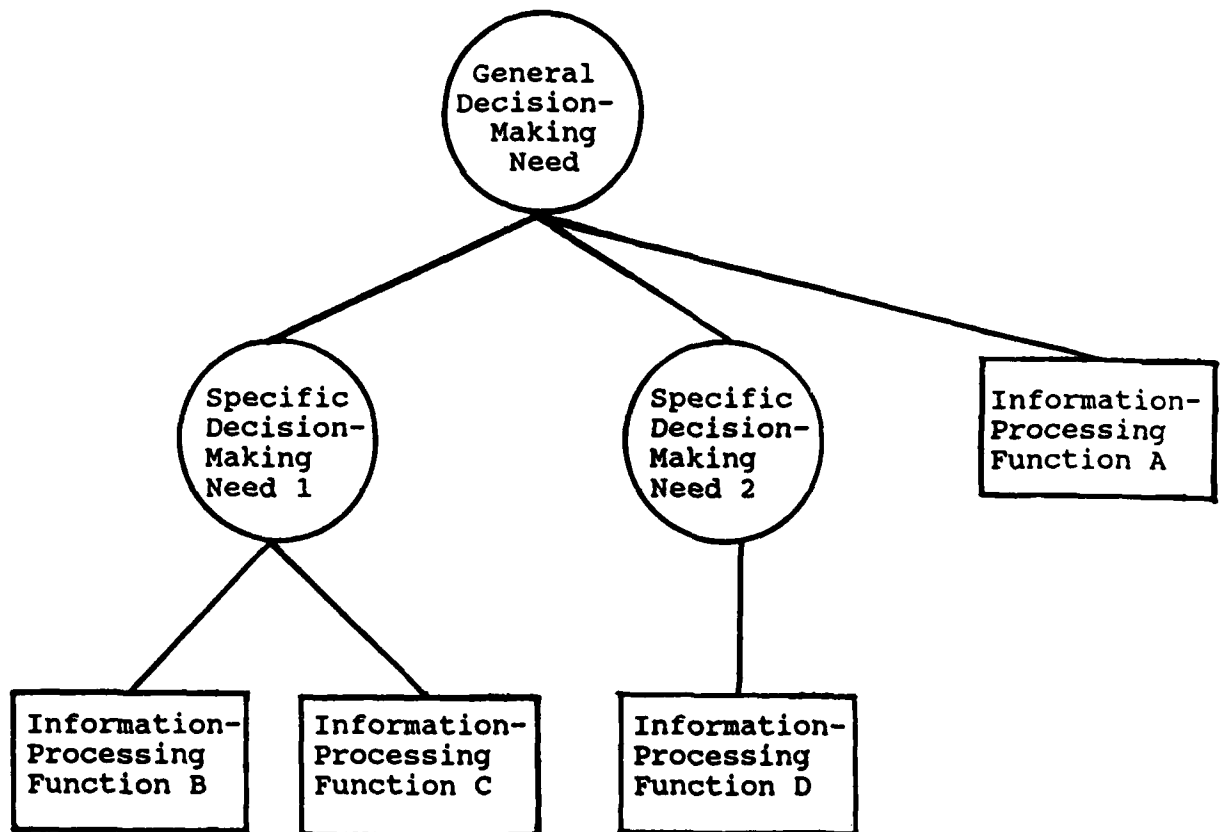 General
Decision-
Making
Need
Specific
Decision-
Making
Need 1
Specific
Decision-
Making
Need 2
Information-
Processing
Function A
Information-
Processing
Function B
Information-
Processing
Function C
Information-
Processing
Function D